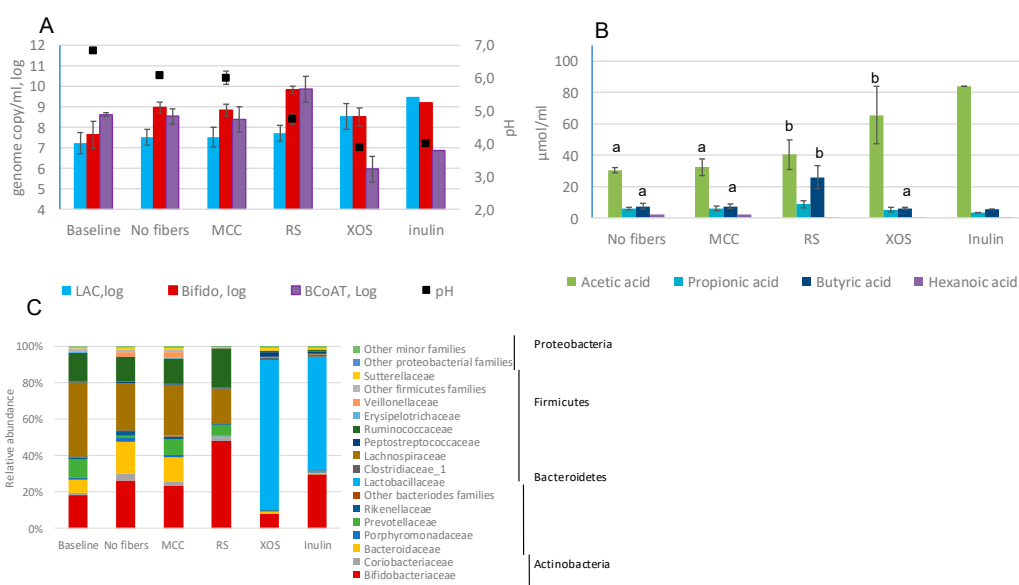 A
genome copy/ml, log
12
11
10
9
8
7
6
5
4
7,0
6,0
5,0
4,0
3,0
2,0
pH
Baseline No fibers MCC RS XOS inulin
LAC,log Bifido, log BCoAT, Log pH
B
µmol/ml
100
80
60
40
20
0
a a b b
a a b a
No fibers MCC RS XOS Inulin
Acetic acid Propionic acid Butyric acid Hexanoic acid
C
Relative abundance
100%
80%
60%
40%
20%
0%
Baseline No fibers MCC RS XOS Inulin
Other minor families
Other proteobacterial families
Sutterellaceae
Other firmicutes families
Veillonellaceae
Erysipelotrichaceae
Ruminococcaceae
Peptostreptococcaceae
Lachnospiraceae
Clostridiaceae_1
Lactobacillaceae
Other bacteriodes families
Rikenellaceae
Prevotellaceae
Porphyromonadaceae
Bacteroidaceae
Coriobacteriaceae
Bifidobacteriaceae
Proteobacteria
Firmicutes
Bacteroidetes
Actinobacteria